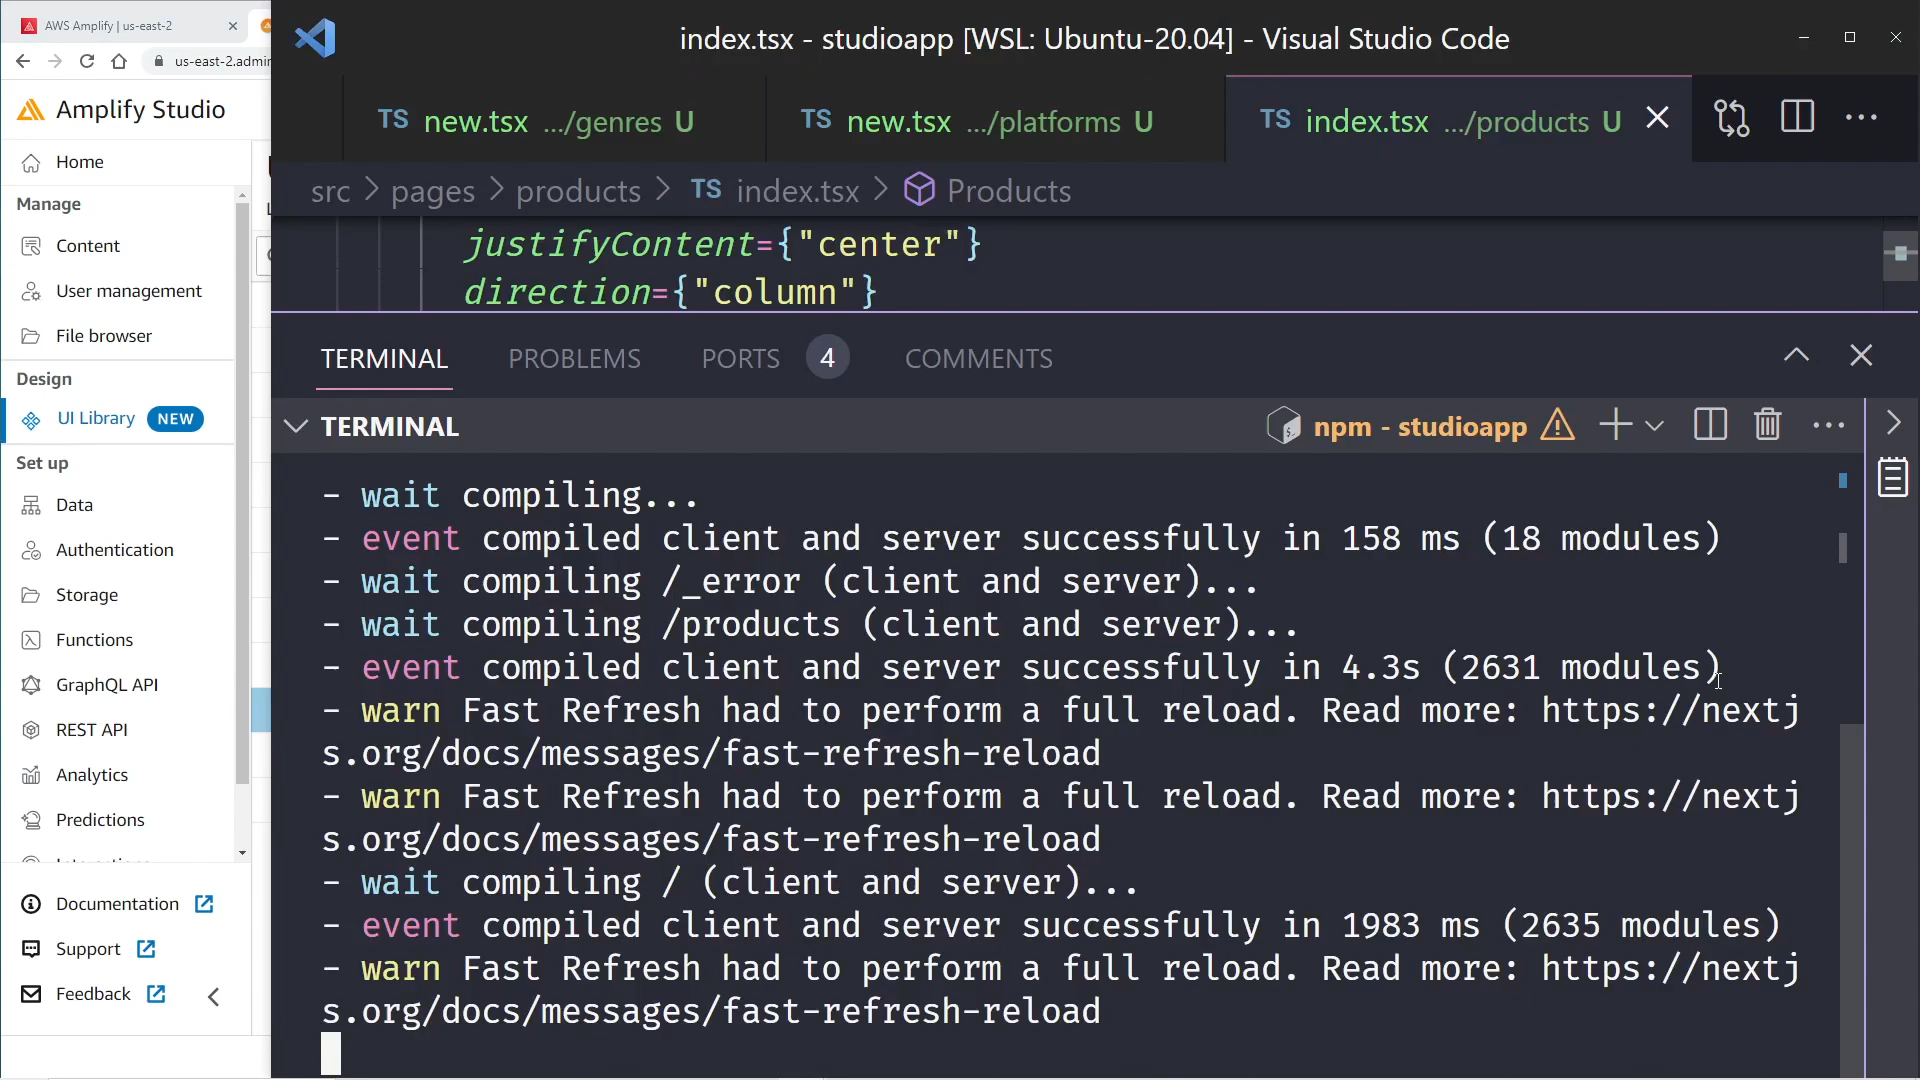 AWS Amplify | us-east-2
us-east-2.admin
Amplify Studio
Home
Manage
Content
User management
File browser
Design
UI Library NEW
Set up
Data
Authentication
Storage
Functions
GraphQL API
REST API
Analytics
Predictions
Documentation
Support
Feedback
index.tsx - studioapp [WSL: Ubuntu-20.04] - Visual Studio Code
TS new.tsx .../genres U
TS new.tsx .../platforms U
TS index.tsx .../products U
src > pages > products > TS index.tsx > Products
justifyContent={"center"}
direction={"column"}
TERMINAL PROBLEMS PORTS 4 COMMENTS
TERMINAL
npm - studioapp
- wait compiling...
- event compiled client and server successfully in 158 ms (18 modules)
- wait compiling /_error (client and server)...
- wait compiling /products (client and server)...
- event compiled client and server successfully in 4.3s (2631 modules)
- warn Fast Refresh had to perform a full reload. Read more: https://nextj
s.org/docs/messages/fast-refresh-reload
- warn Fast Refresh had to perform a full reload. Read more: https://nextj
s.org/docs/messages/fast-refresh-reload
- wait compiling / (client and server)...
- event compiled client and server successfully in 1983 ms (2635 modules)
- warn Fast Refresh had to perform a full reload. Read more: https://nextj
s.org/docs/messages/fast-refresh-reload